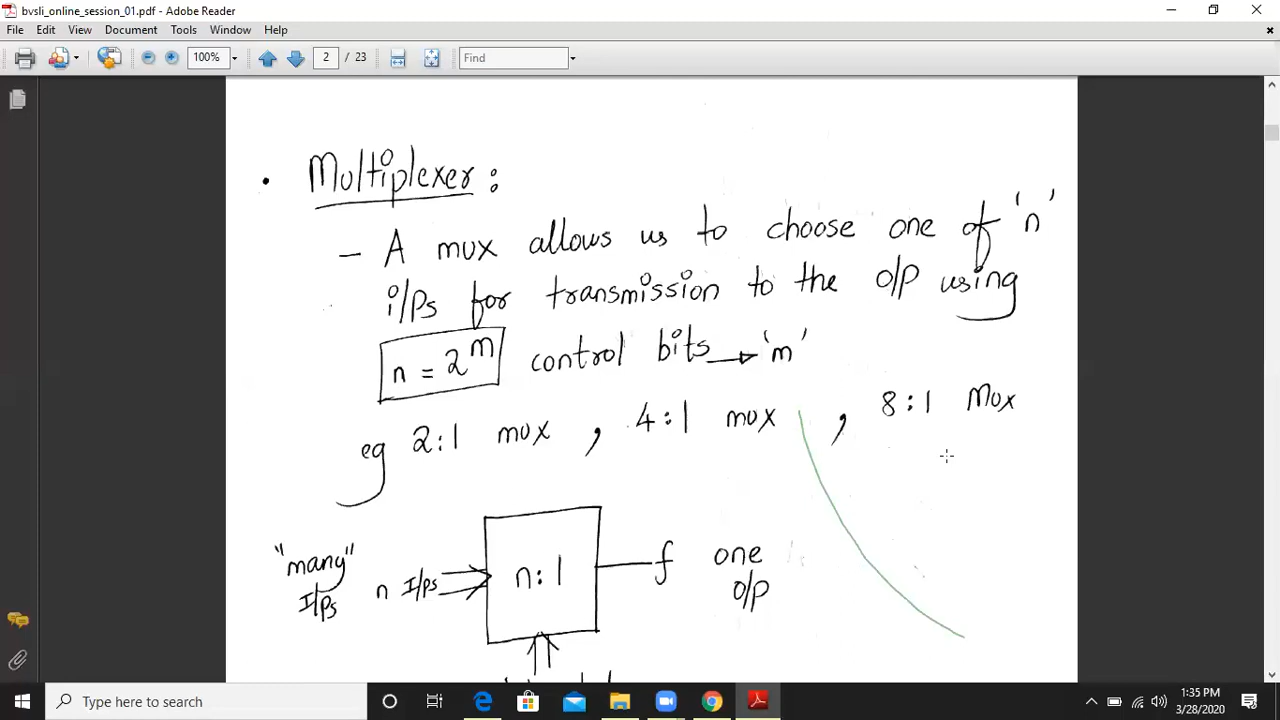 bvsli_online_session_01.pdf - Adobe Reader
File Edit View Document Tools Window Help
2 / 23 100% Find
• Multiplexer :
– A mux allows us to choose one of 'n'
i/Ps for transmission to the o/p using
n = 2^m control bits → 'm'
eg 2:1 mux , 4:1 mux , 8:1 Mux
"many" I/Ps
n I/ps
n:1
f
one o/p
Type here to search
1:35 PM
3/28/2020